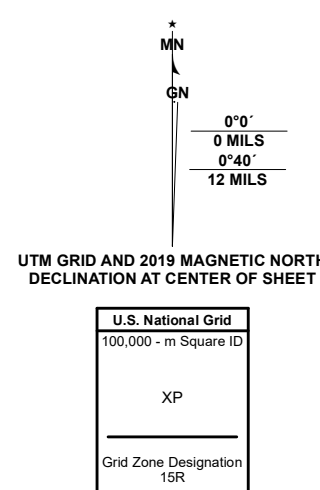 ★
MN
GN
0°0´
0 MILS
0°40´
12 MILS
UTM GRID AND 2019 MAGNETIC NORTH
DECLINATION AT CENTER OF SHEET
U.S. National Grid
100,000 - m Square ID
XP
Grid Zone Designation
15R